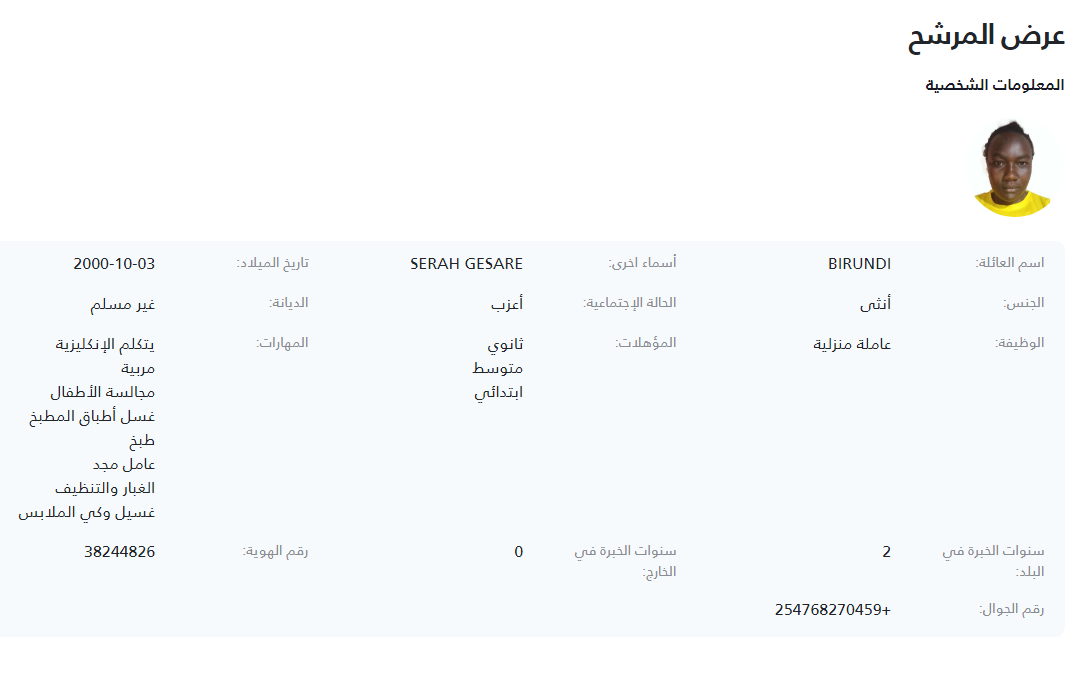 عرض المرشح
المعلومات الشخصية
اسم العائلة: BIRUNDI أسماء اخرى: SERAH GESARE تاريخ الميلاد: 2000-10-03
الجنس: أنثى الحالة الإجتماعية: أعزب الديانة: غير مسلم
الوظيفة: عاملة منزلية المؤهلات: ثانوي المهارات: يتكلم الإنكليزية
متوسط مربية
ابتدائي مجالسة الأطفال
غسل أطباق المطبخ
طبخ
عامل مجد
الغبار والتنظيف
غسيل وكي الملابس
سنوات الخبرة في 2 سنوات الخبرة في 0 رقم الهوية: 38244826
البلد: الخارج:
رقم الجوال: +254768270459